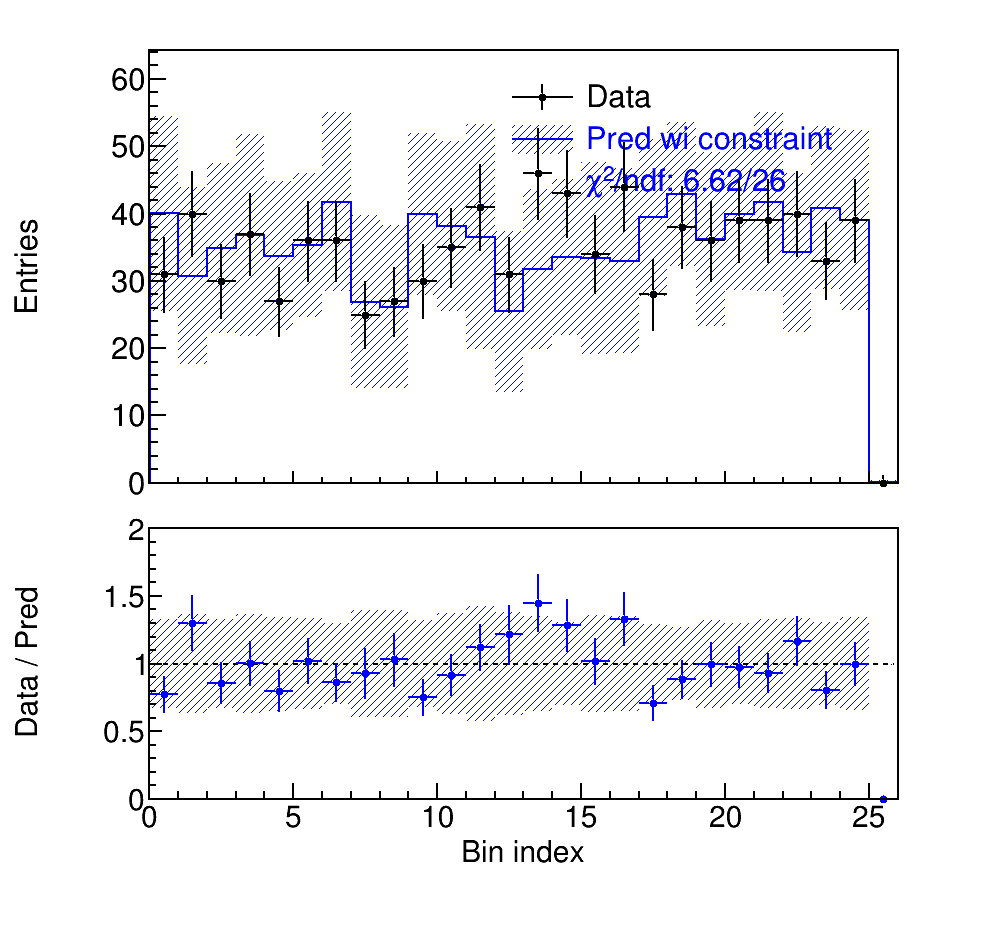 60
50
40
30
20
10
0
Entries
Data
Pred wi constraint
χ²/ndf: 6.62/26
2
1.5
1
0.5
0
Data / Pred
0 5 10 15 20 25
Bin index